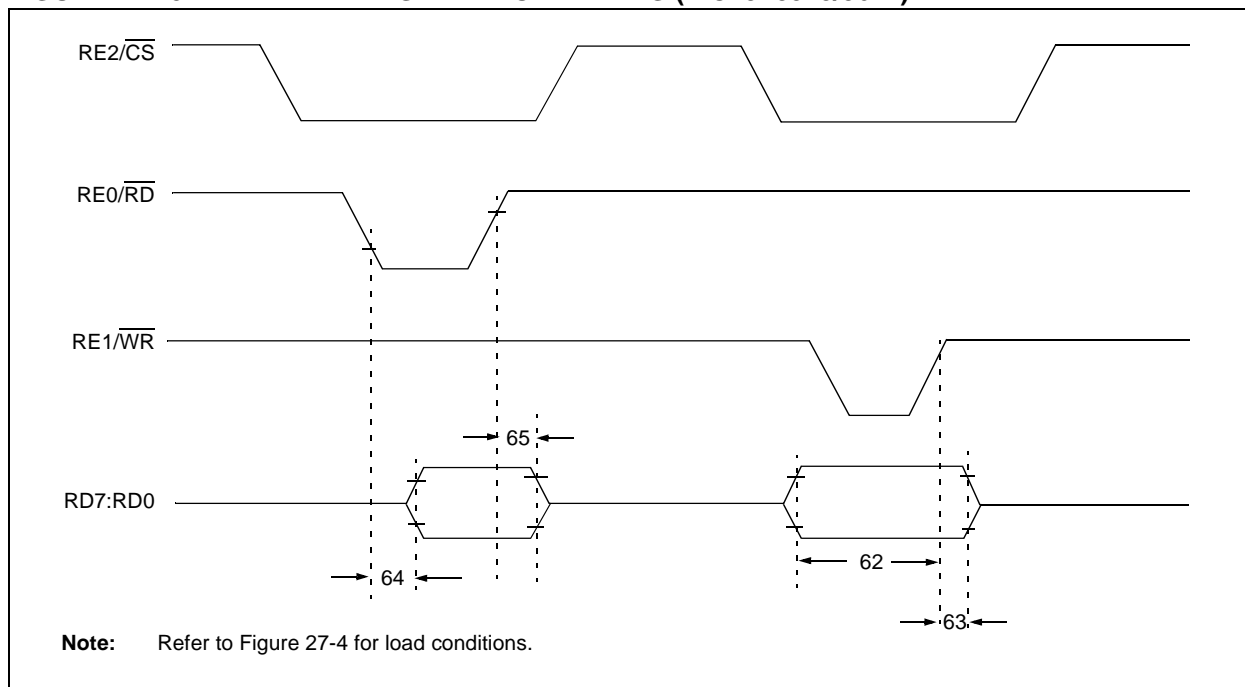 RE2/CS
RE0/RD
RE1/WR
65
RD7:RD0
62
64
63
Note: Refer to Figure 27-4 for load conditions.